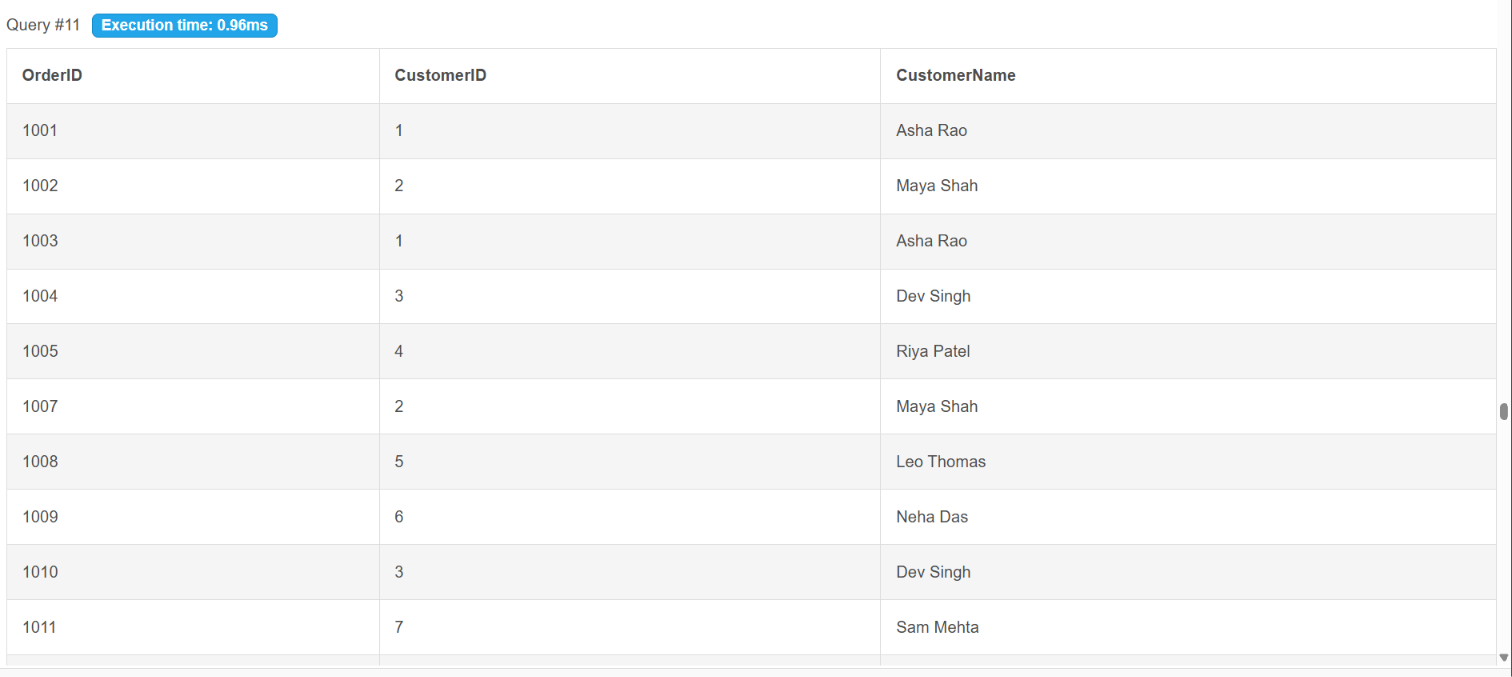 Query #11 Execution time: 0.96ms
OrderID CustomerID CustomerName
1001 1 Asha Rao
1002 2 Maya Shah
1003 1 Asha Rao
1004 3 Dev Singh
1005 4 Riya Patel
1007 2 Maya Shah
1008 5 Leo Thomas
1009 6 Neha Das
1010 3 Dev Singh
1011 7 Sam Mehta